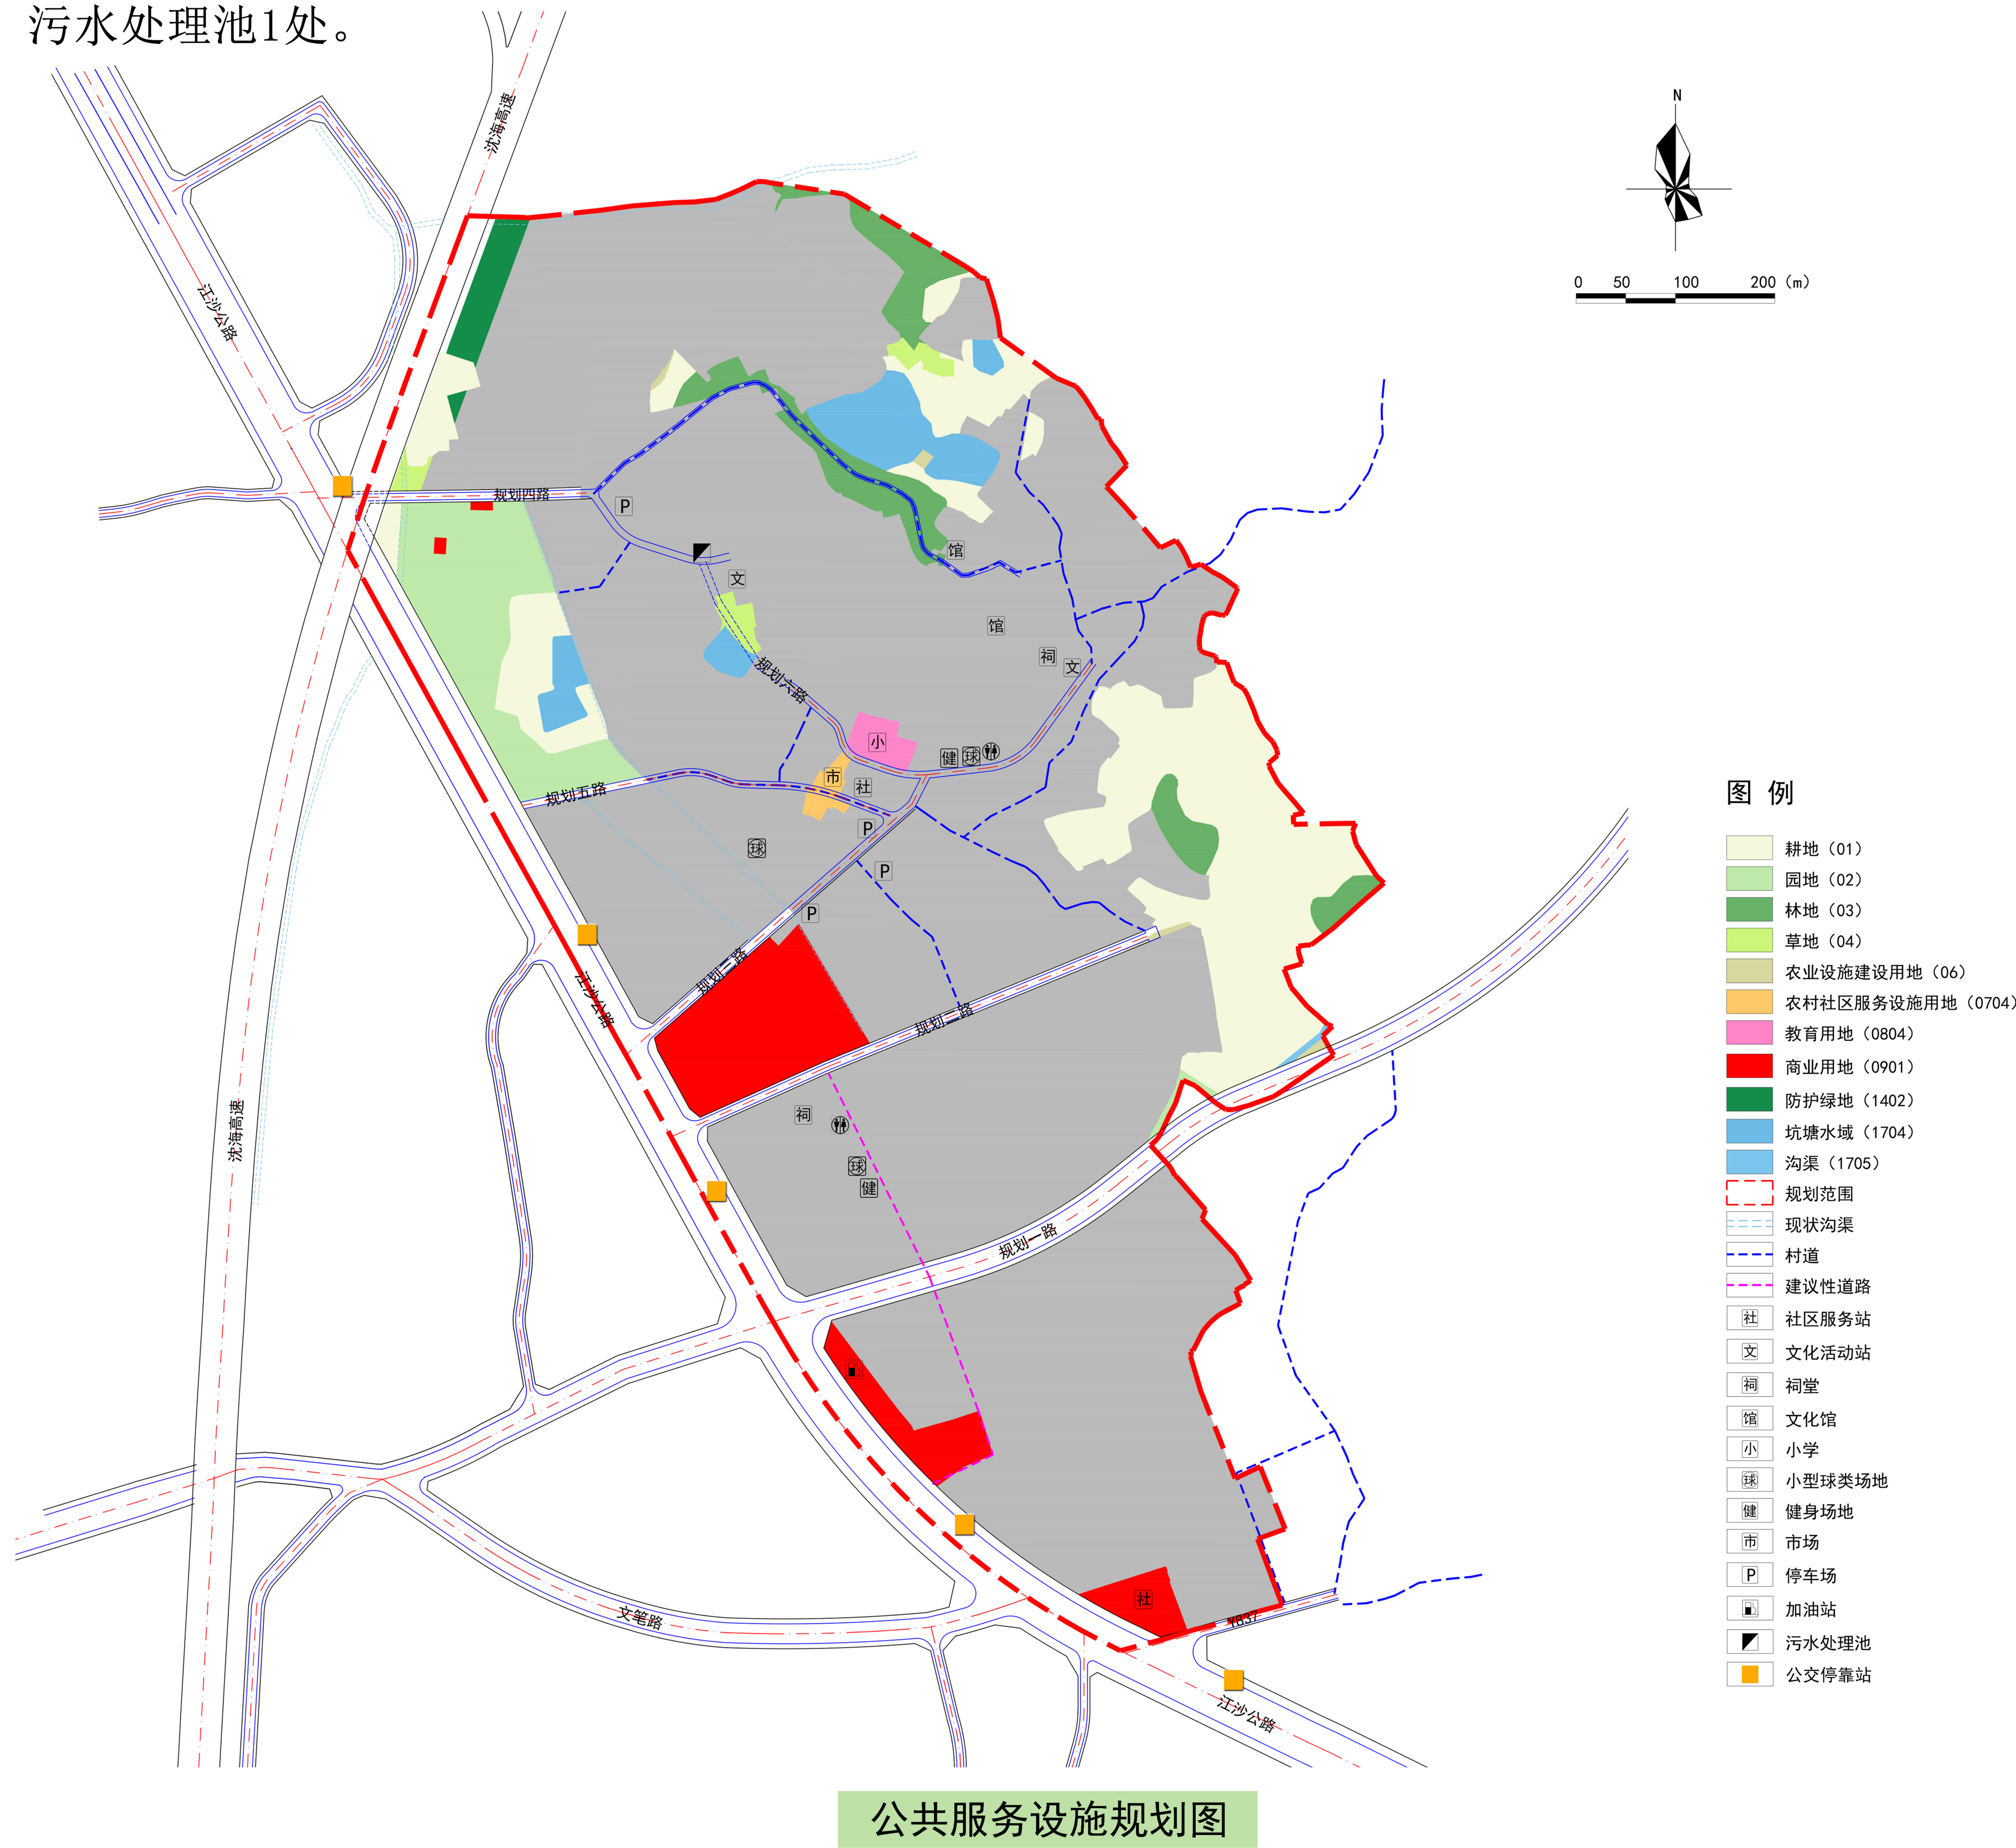 污水处理池1处。
沈海高速
N
0 50 100 200（m）
江沙公路
规划四路
P
馆
文
馆
祠
文
规划六路
小
健
球
市
社
规划五路
P
球
P
P
规划三路
江沙公路
规划二路
祠
球
健
沈海高速
规划一路
社
文笔路
Y837
江沙公路
图 例
耕地（01）
园地（02）
林地（03）
草地（04）
农业设施建设用地（06）
农村社区服务设施用地（0704）
教育用地（0804）
商业用地（0901）
防护绿地（1402）
坑塘水域（1704）
沟渠（1705）
规划范围
现状沟渠
村道
建议性道路
社 社区服务站
文 文化活动站
祠 祠堂
馆 文化馆
小 小学
球 小型球类场地
健 健身场地
市 市场
P 停车场
加油站
污水处理池
公交停靠站
公共服务设施规划图